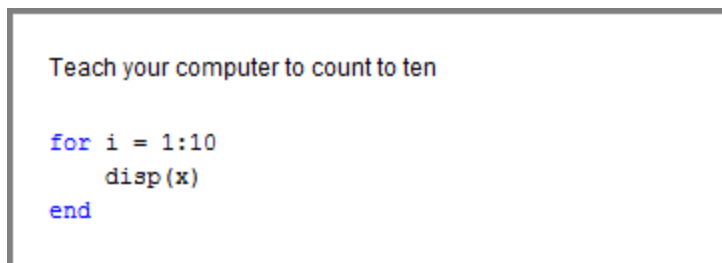 Teach your computer to count to ten
for i = 1:10
    disp(x)
end